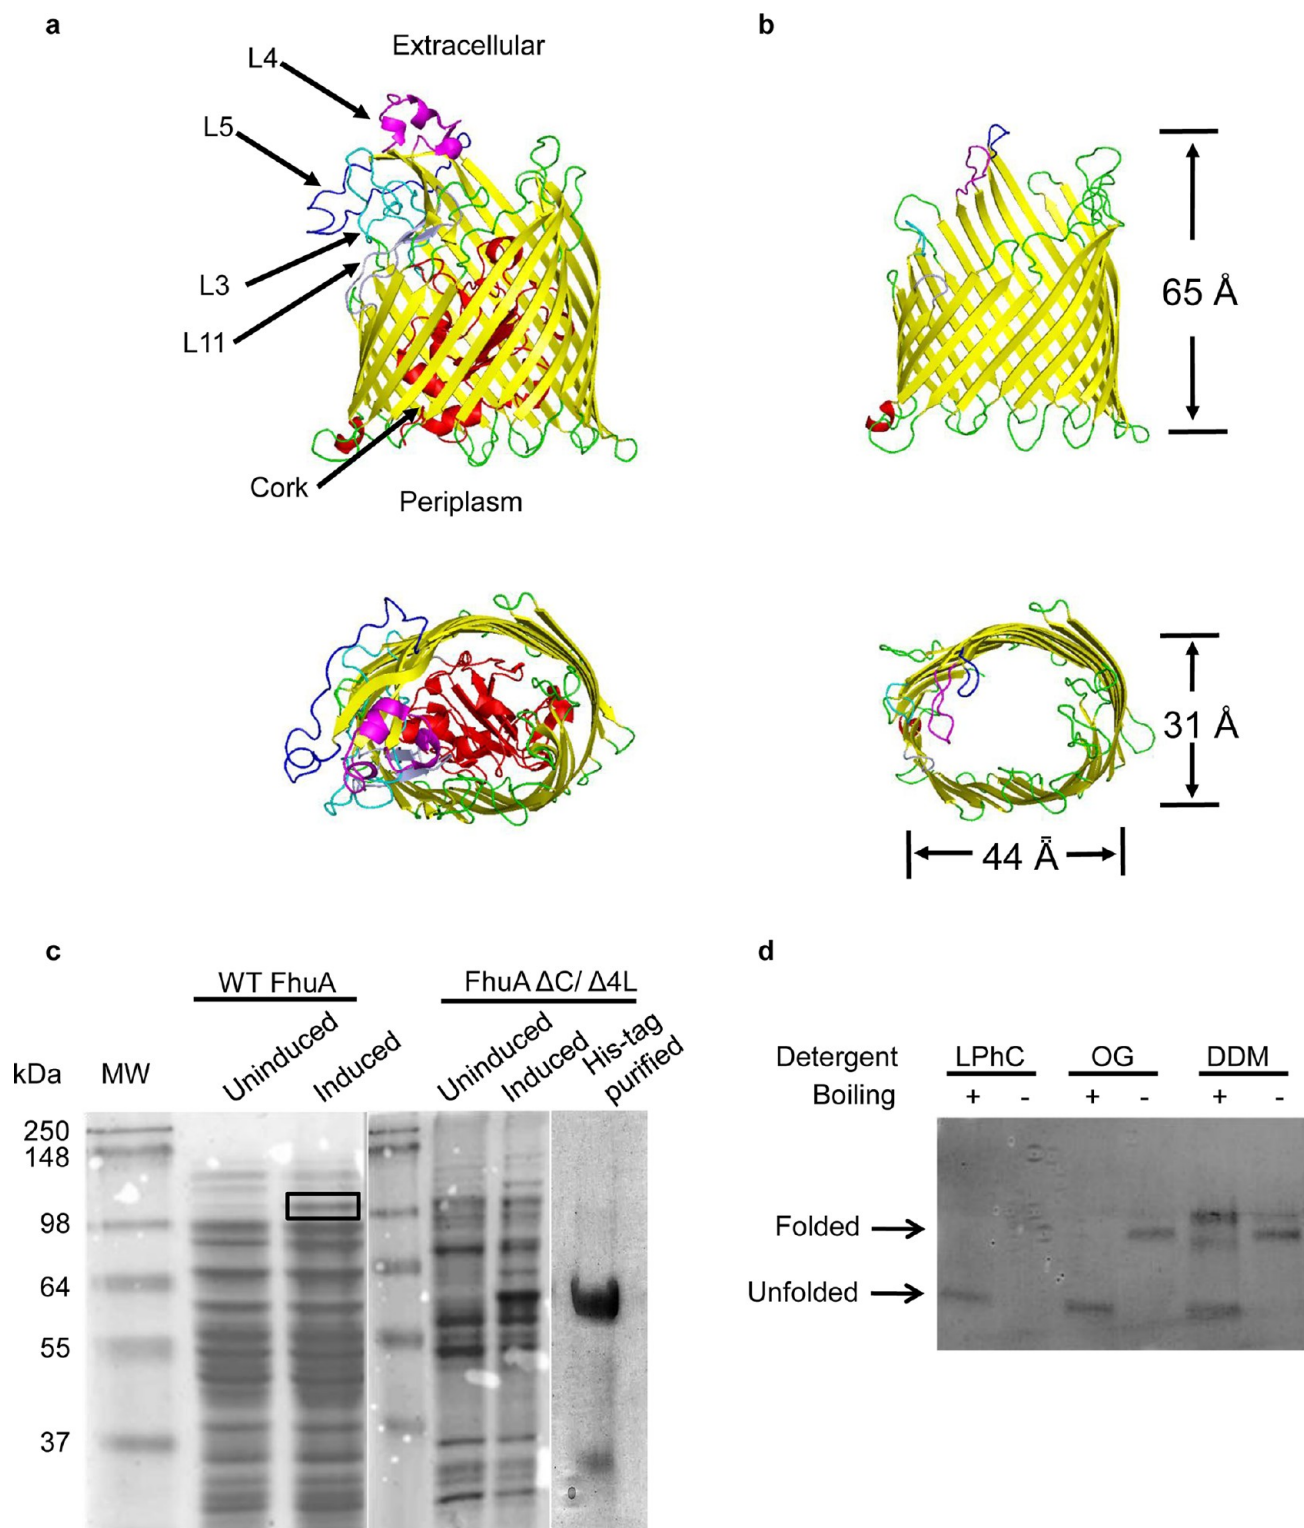 a
b
Extracellular
L4
L5
L3
L11
Cork
Periplasm
65 Å
31 Å
44 Å
c
d
WT FhuA
FhuA ΔC/ Δ4L
Uninduced
Induced
Uninduced
Induced
His-tag
purified
kDa
MW
250
148
98
64
55
37
Detergent
LPhC
OG
DDM
Boiling
+ - + - + -
Folded
Unfolded